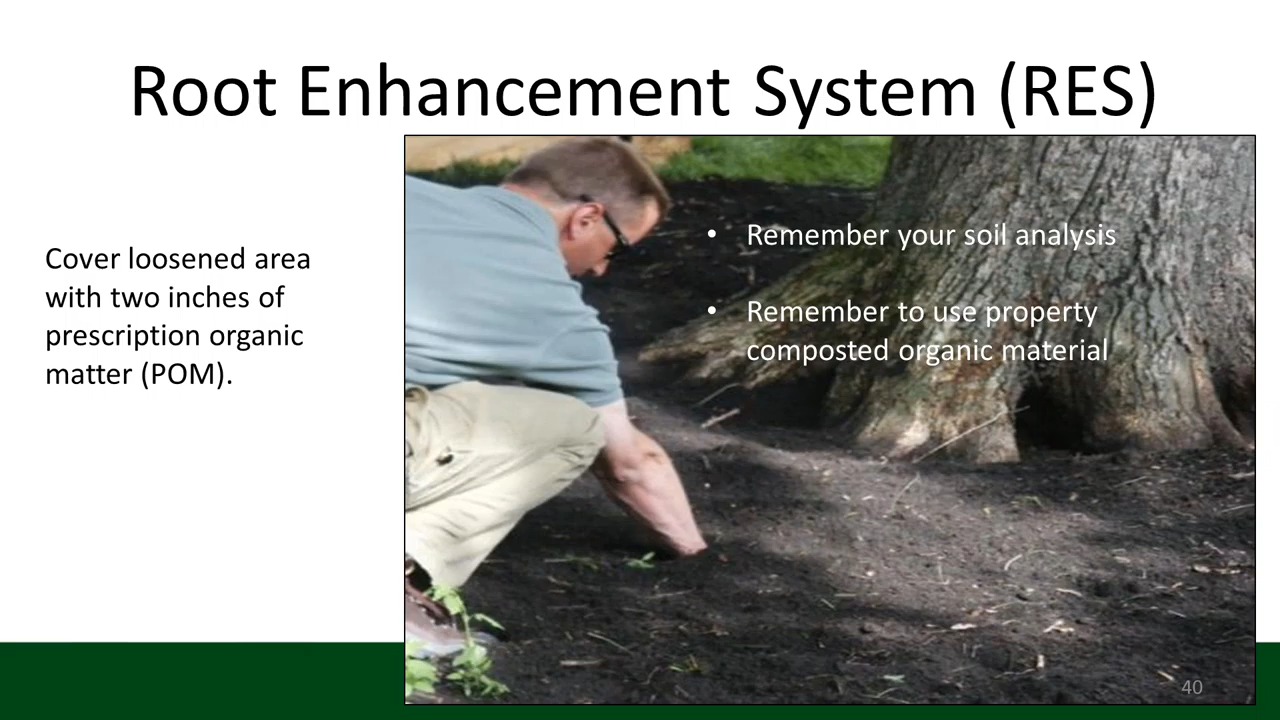 Root Enhancement System (RES)
Cover loosened area
with two inches of
prescription organic
matter (POM).
• Remember your soil analysis
• Remember to use property
composted organic material
40